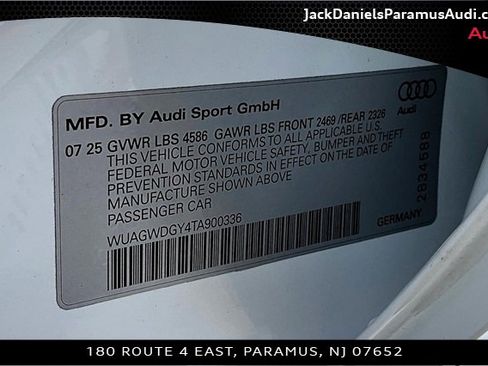 JackDanielsParamusAudi.c
Au
MFD. BY Audi Sport GmbH
07 25 GVWR LBS 4586 GAWR LBS FRONT 2469 /REAR 2326
THIS VEHICLE CONFORMS TO ALL APPLICABLE U.S.
FEDERAL MOTOR VEHICLE SAFETY, BUMPER AND THEFT
PREVENTION STANDARDS IN EFFECT ON THE DATE OF
MANUFACTURE SHOWN ABOVE.
PASSENGER CAR
WUAGWDGY4TA900336
GERMANY
2834588
180 ROUTE 4 EAST, PARAMUS, NJ 07652